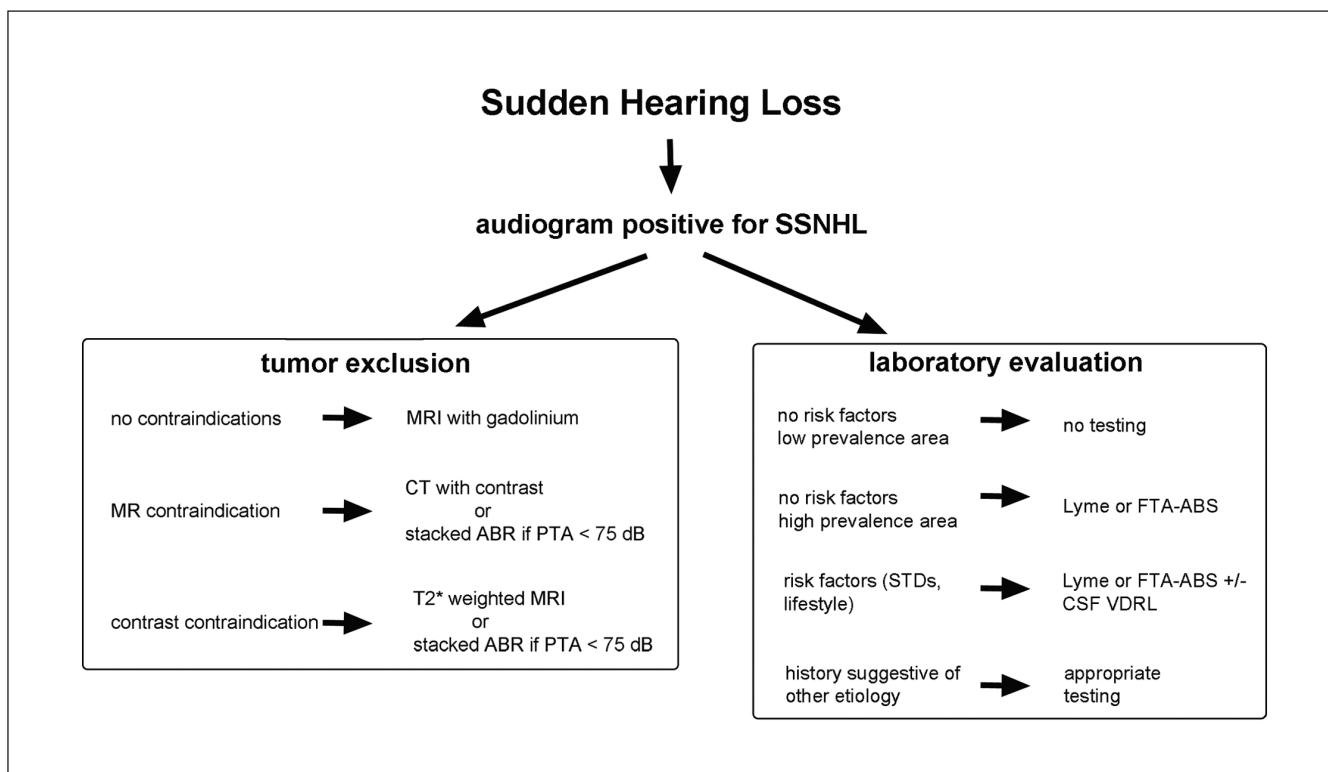 Sudden Hearing Loss
audiogram positive for SSNHL
tumor exclusion
no contraindications
MRI with gadolinium
MR contraindication
CT with contrast
or
stacked ABR if PTA < 75 dB
contrast contraindication
T2* weighted MRI
or
stacked ABR if PTA < 75 dB
laboratory evaluation
no risk factors
low prevalence area
no testing
no risk factors
high prevalence area
Lyme or FTA-ABS
risk factors (STDs,
lifestyle)
Lyme or FTA-ABS +/-
CSF VDRL
history suggestive of
other etiology
appropriate
testing